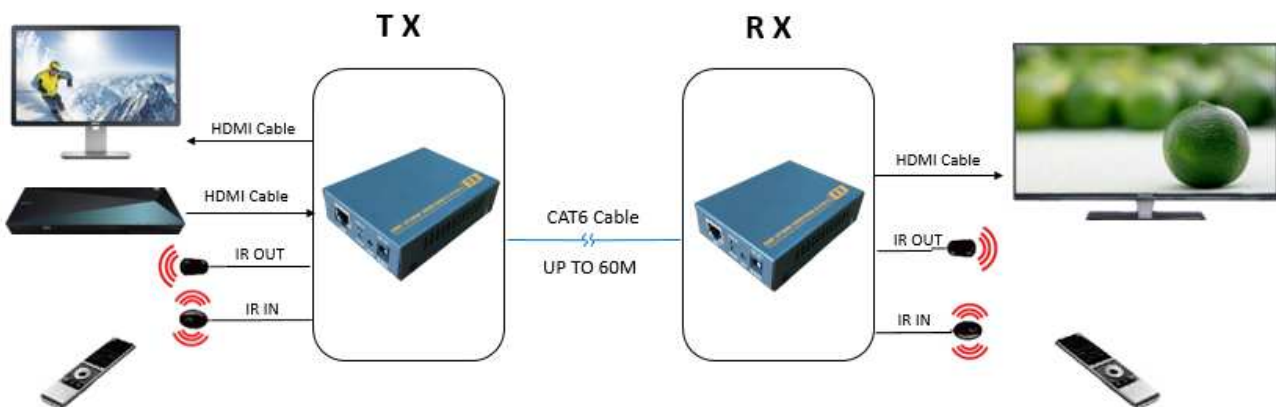 T X
R X
HDMI Cable
HDMI Cable
HDMI Cable
CAT6 Cable
UP TO 60M
IR OUT
IR OUT
IR IN
IR IN